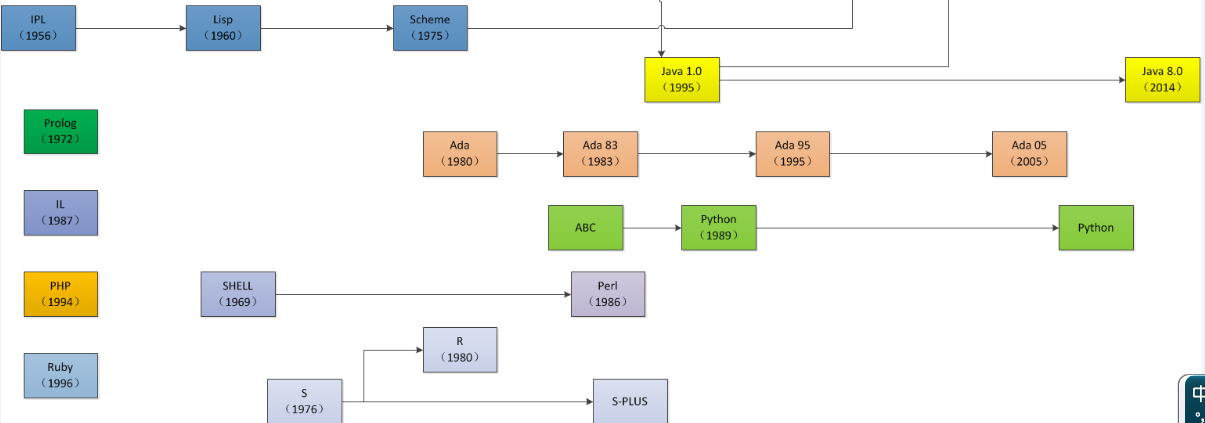 IPL
（1956）
Lisp
（1960）
Scheme
（1975）
Java 1.0
（1995）
Java 8.0
（2014）
Prolog
（1972）
Ada
（1980）
Ada 83
（1983）
Ada 95
（1995）
Ada 05
（2005）
IL
（1987）
ABC
Python
（1989）
Python
PHP
（1994）
SHELL
（1969）
Perl
（1986）
R
（1980）
Ruby
（1996）
S
（1976）
S-PLUS
中
°,